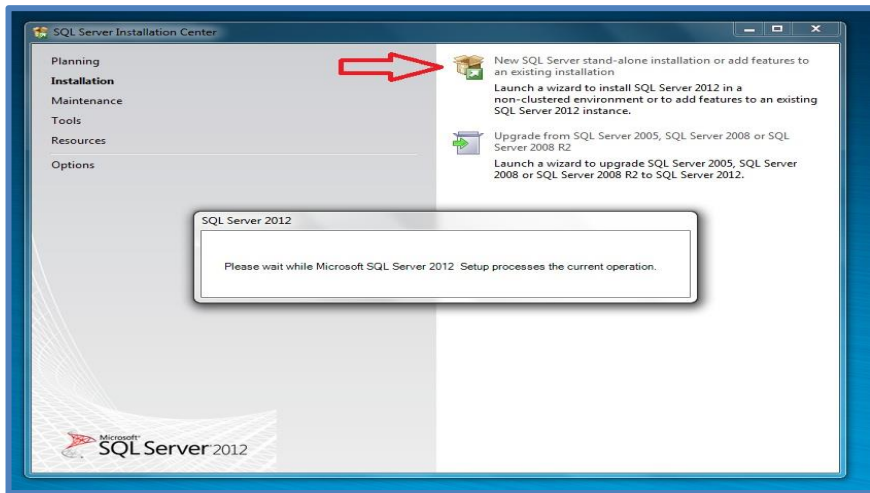 SQL Server Installation Center
Planning
Installation
Maintenance
Tools
Resources
Options
New SQL Server stand-alone installation or add features to
an existing installation
Launch a wizard to install SQL Server 2012 in a
non-clustered environment or to add features to an existing
SQL Server 2012 instance.
Upgrade from SQL Server 2005, SQL Server 2008 or SQL
Server 2008 R2
Launch a wizard to upgrade SQL Server 2005, SQL Server
2008 or SQL Server 2008 R2 to SQL Server 2012.
SQL Server 2012
Please wait while Microsoft SQL Server 2012 Setup processes the current operation.
Microsoft
SQL Server 2012